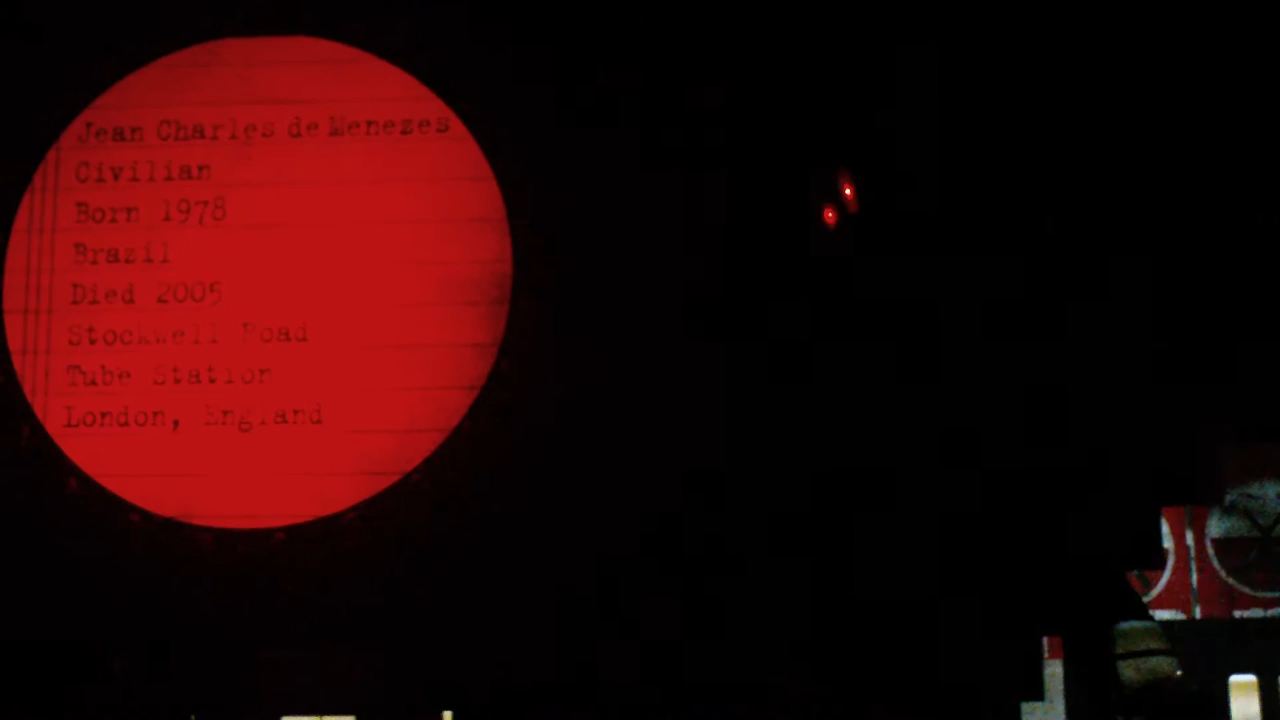 Jean Charles de Menezes
Civilian
Born 1978
Brazil
Died 2005
Stockwell Road
Tube Station
London, England